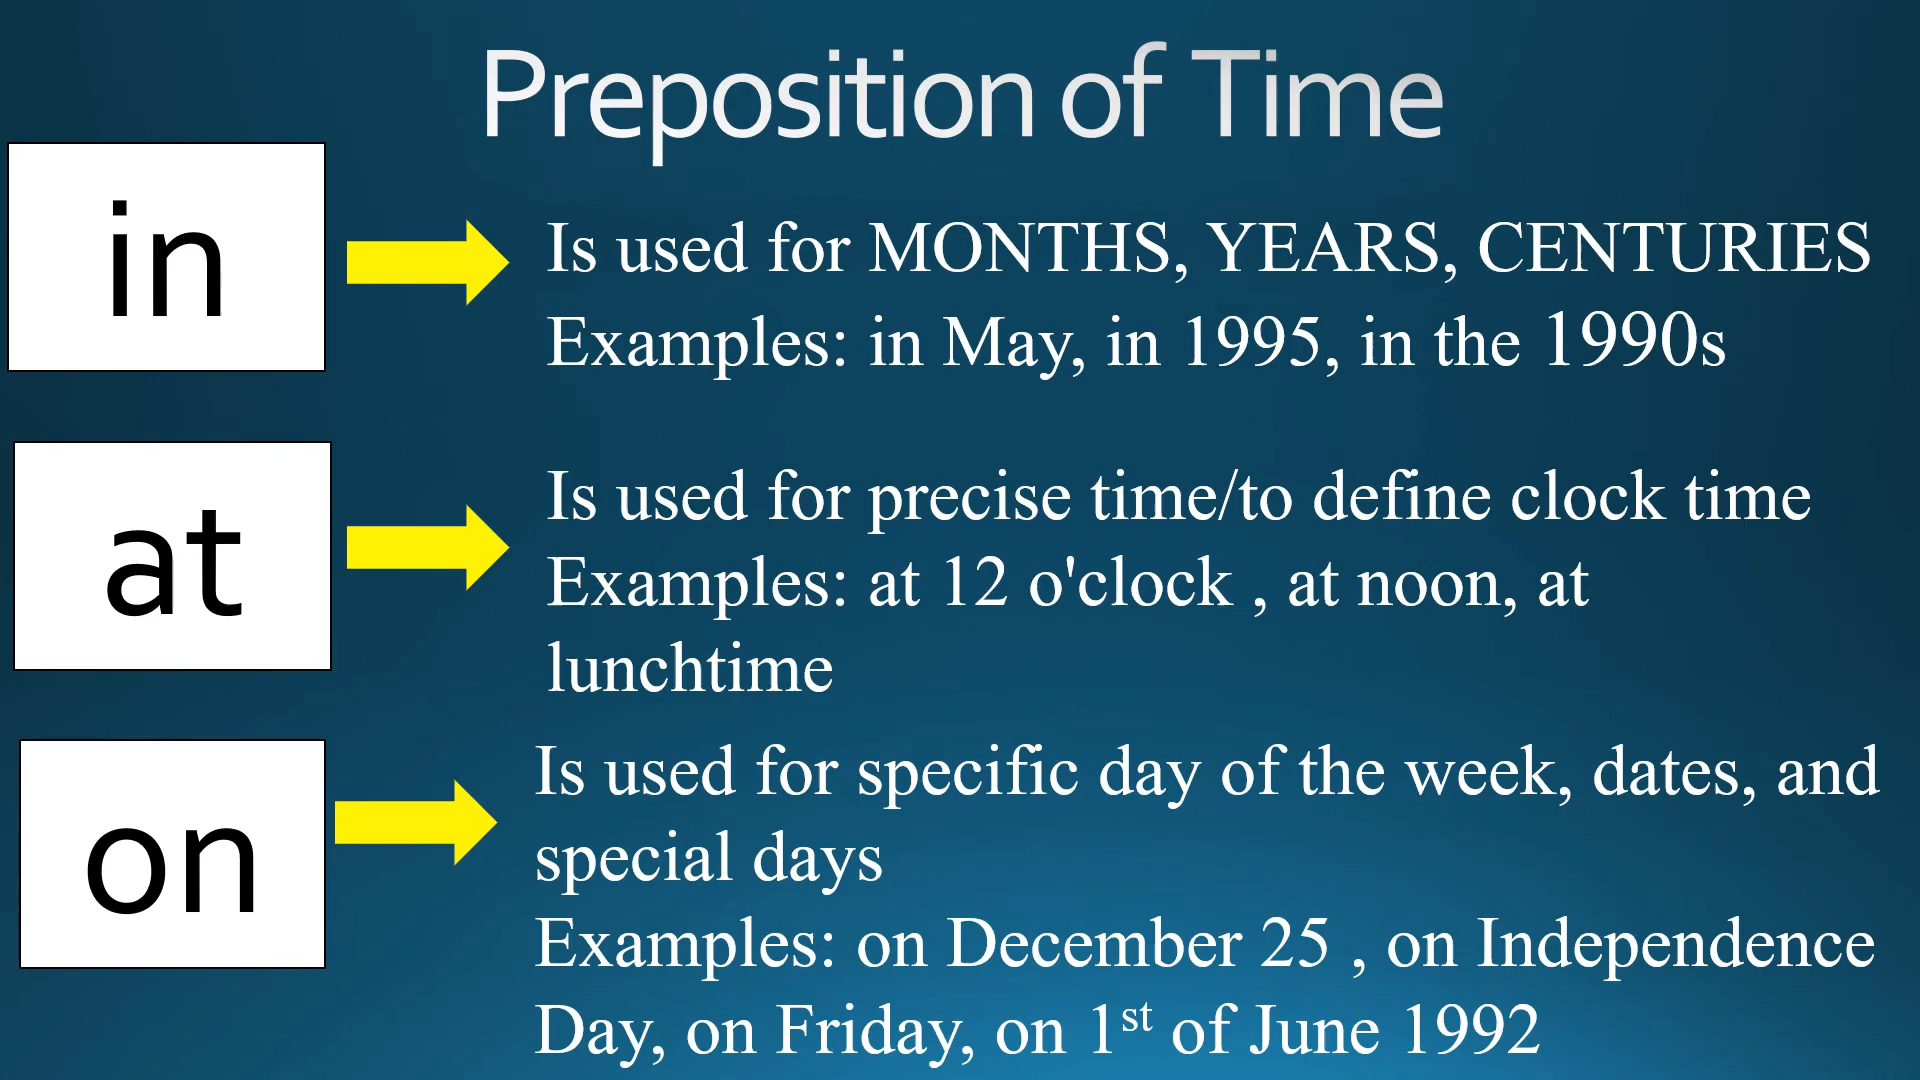 Preposition of Time
in
Is used for MONTHS, YEARS, CENTURIES
Examples: in May, in 1995, in the 1990s
at
Is used for precise time/to define clock time
Examples: at 12 o'clock , at noon, at
lunchtime
on
Is used for specific day of the week, dates, and
special days
Examples: on December 25 , on Independence
Day, on Friday, on 1st of June 1992